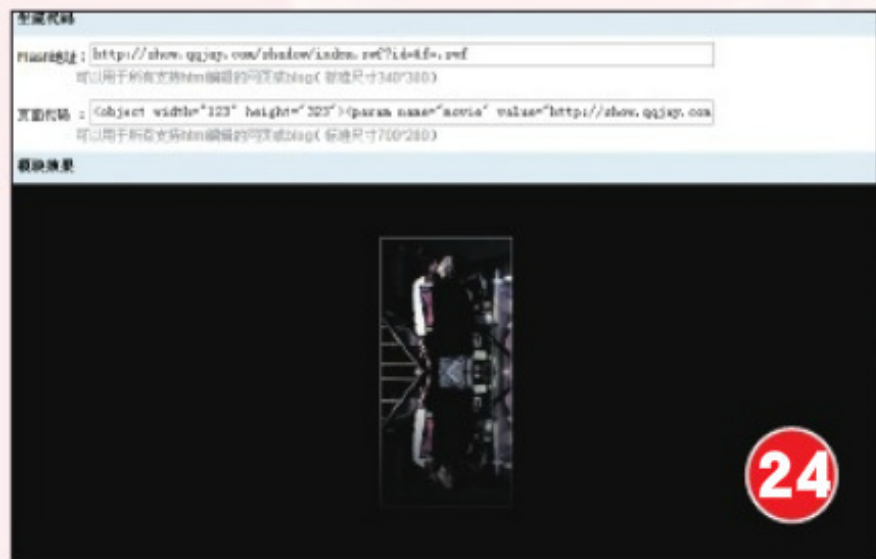 生成代码
Flash地址：http://show.qqjay.com/shadow/index.swf?id=&f=.swf
可以用于所有支持html编辑的网页或blog( 标准尺寸340*380)
页面代码 ：<object width="123" height="323"><param name="movie" value="http://show.qqjay.com
可以用于所有支持html编辑的网页或blog( 标准尺寸700*280)
模块效果
24